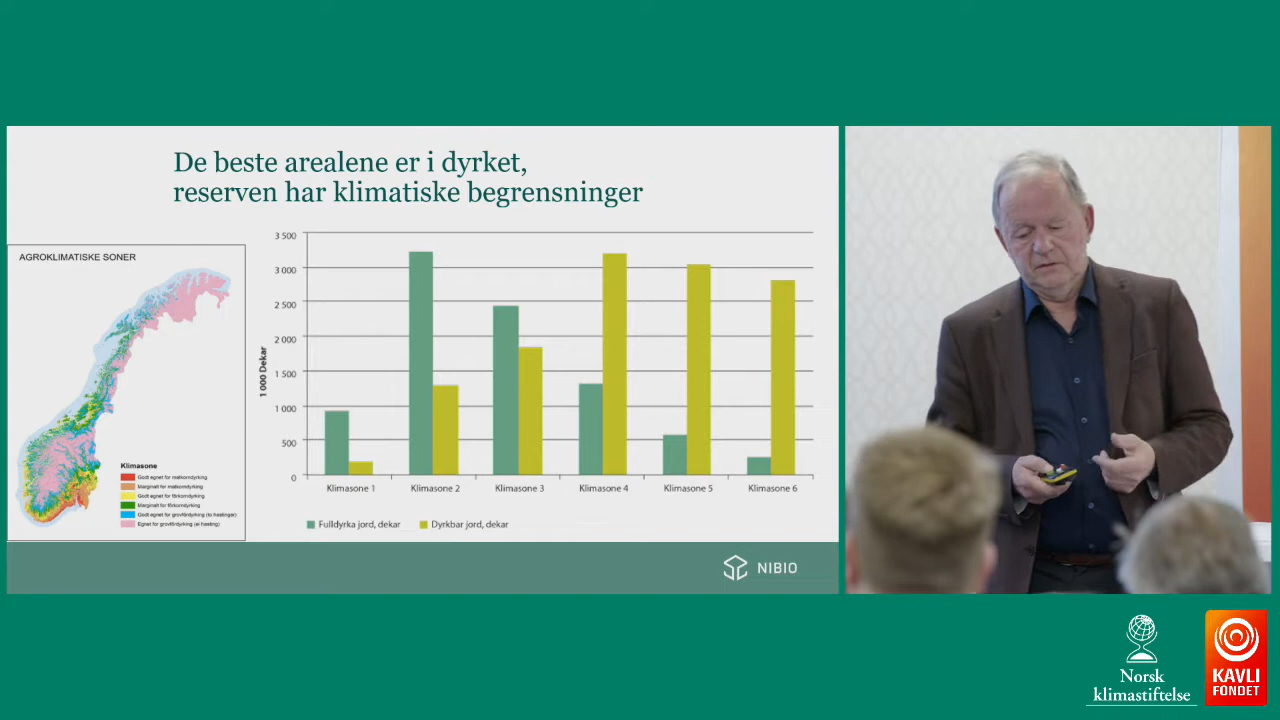 De beste arealene er i dyrket,
reserven har klimatiske begrensninger
AGROKLIMATISKE SONER
Klimasone
Godt egnet for matkorndyrking
Marginalt for matkorndyrking
Godt egnet for fôrkorndyrking
Marginalt for fôrkorndyrking
Godt egnet for grovfôrdyrking (to høstinger)
Egnet for grovfôrdyrking (ei høsting)
1 000 Dekar
3 500
3 000
2 500
2 000
1 500
1 000
500
0
Klimasone 1
Klimasone 2
Klimasone 3
Klimasone 4
Klimasone 5
Klimasone 6
Fulldyrka jord, dekar
Dyrkbar jord, dekar
NIBIO
Norsk
klimastiftelse
KAVLI
FONDET